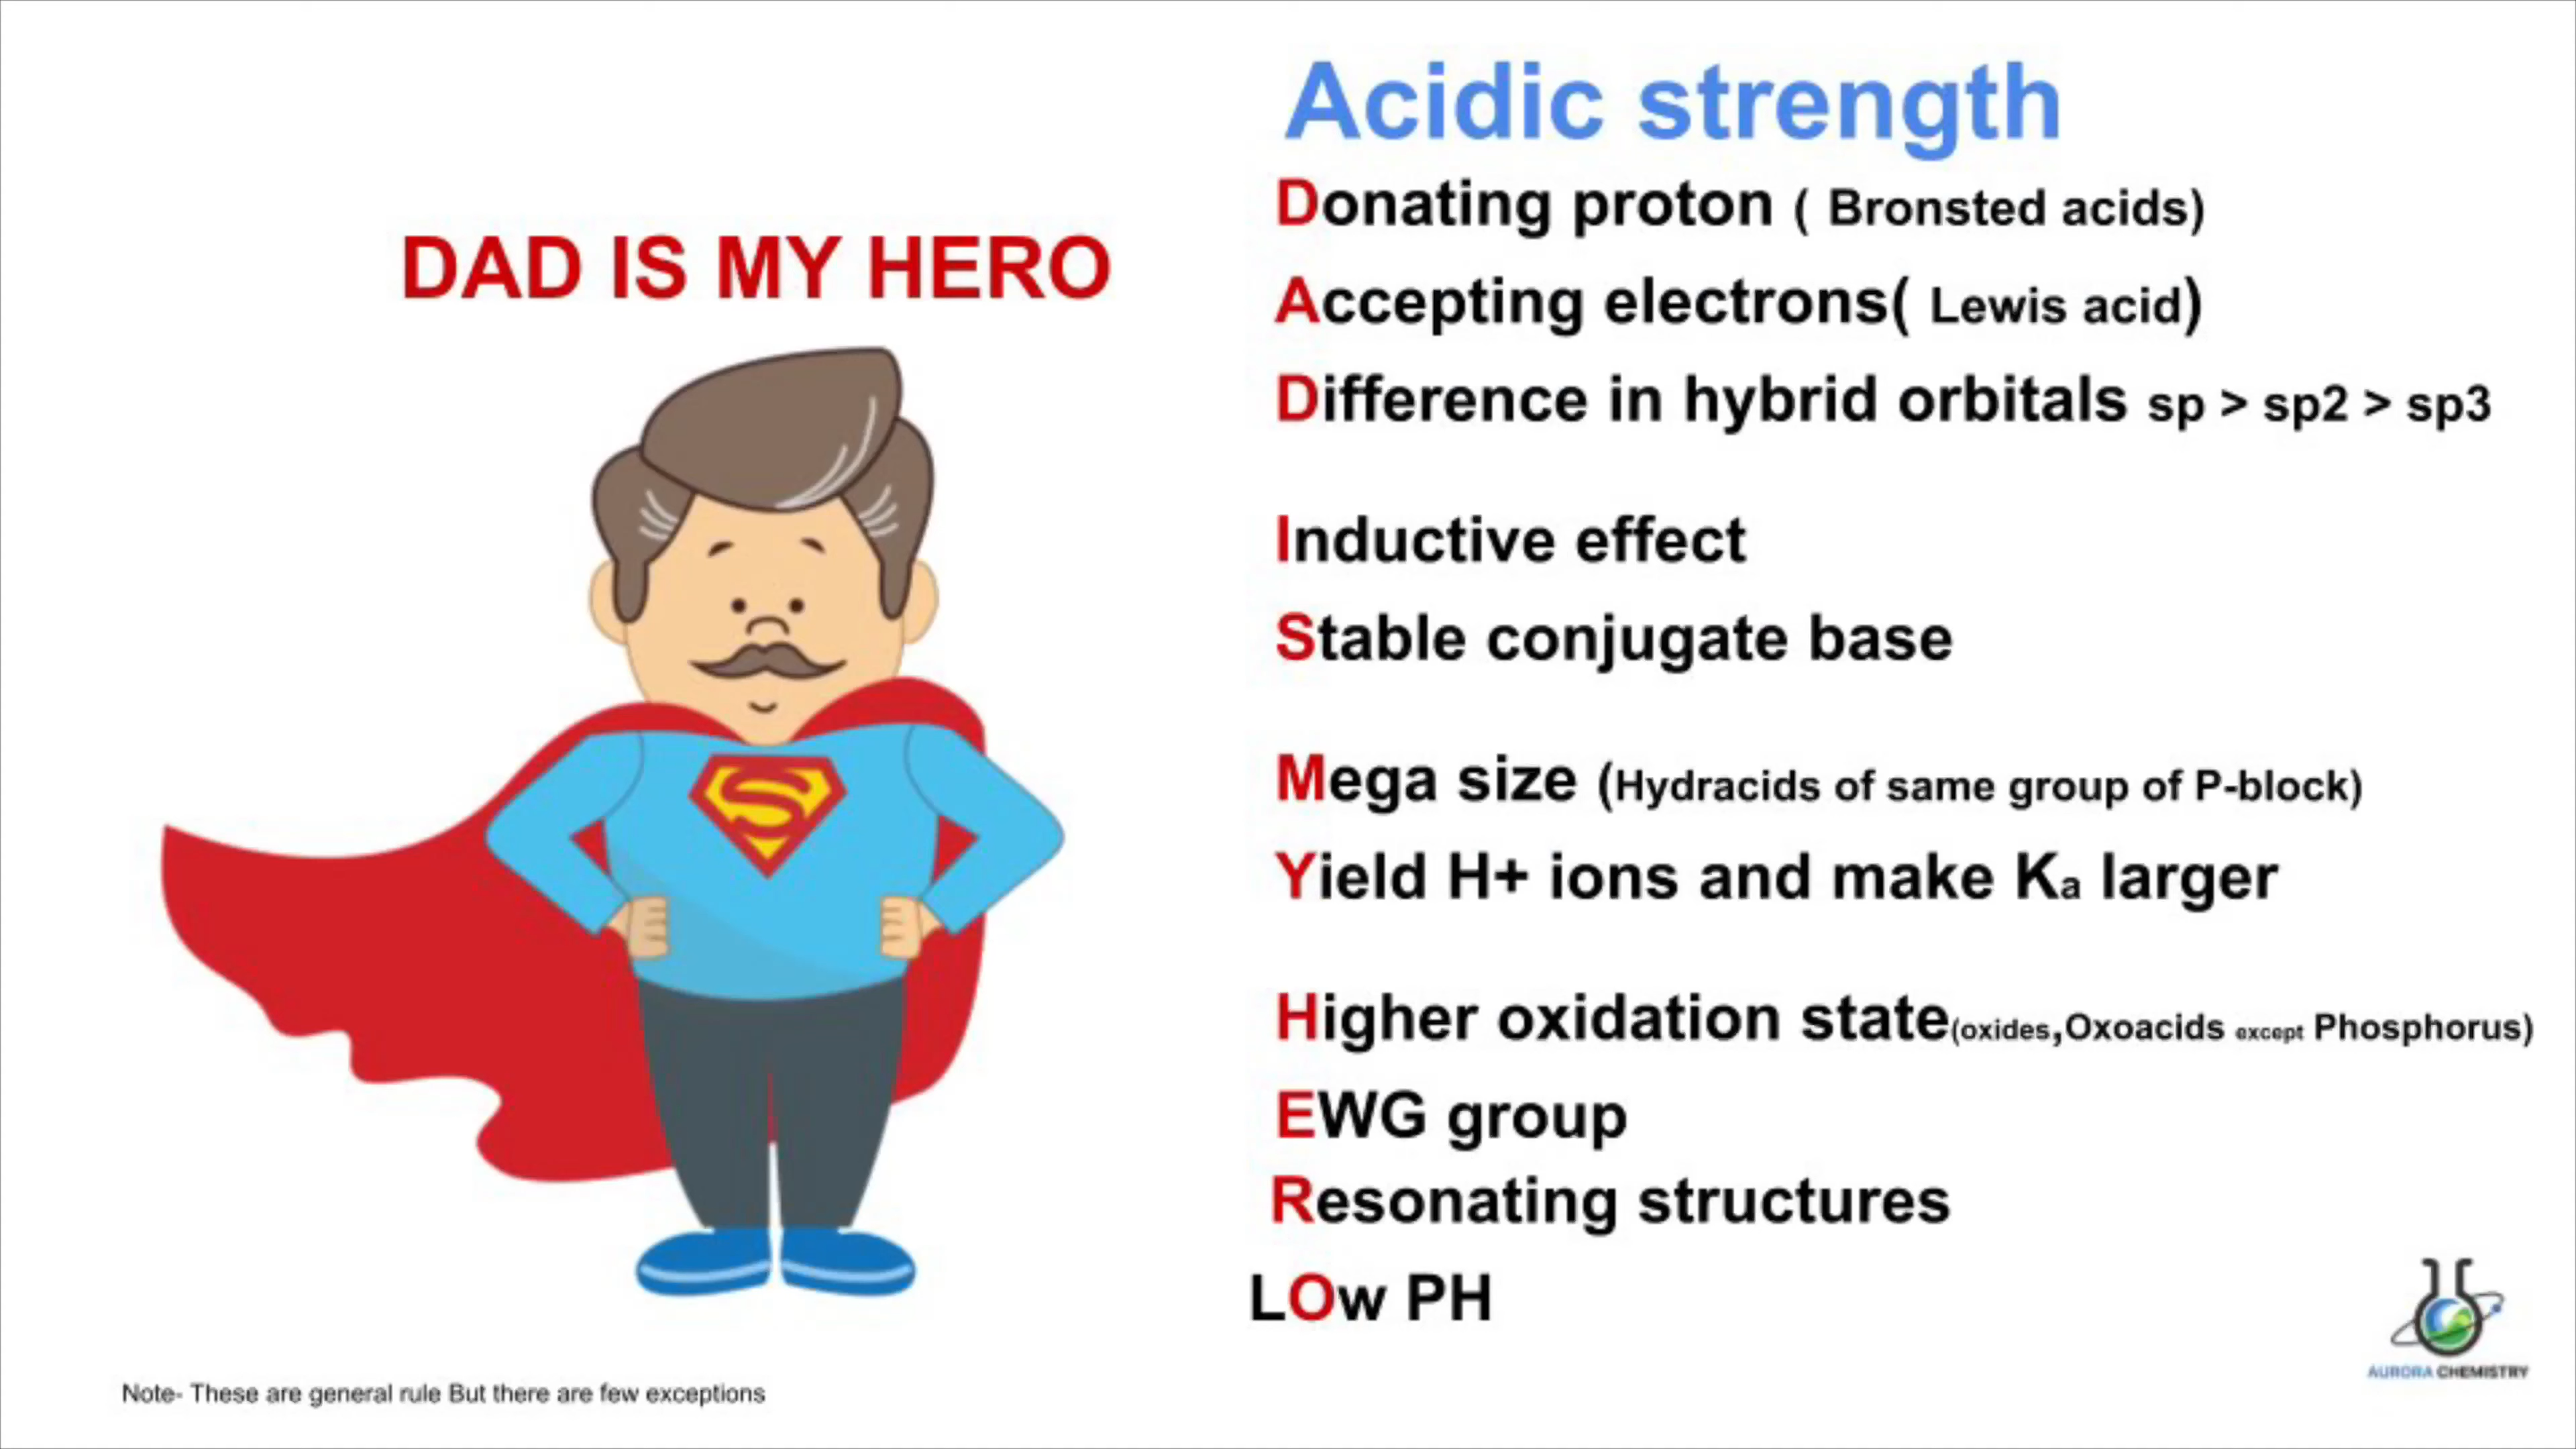 Acidic strength
DAD IS MY HERO
Donating proton ( Bronsted acids)
Accepting electrons( Lewis acid)
Difference in hybrid orbitals sp > sp2 > sp3
Inductive effect
Stable conjugate base
Mega size (Hydracids of same group of P-block)
Yield H+ ions and make Ka larger
Higher oxidation state(oxides,Oxoacids except Phosphorus)
EWG group
Resonating structures
LOw PH
S
AURORA CHEMISTRY
Note- These are general rule But there are few exceptions